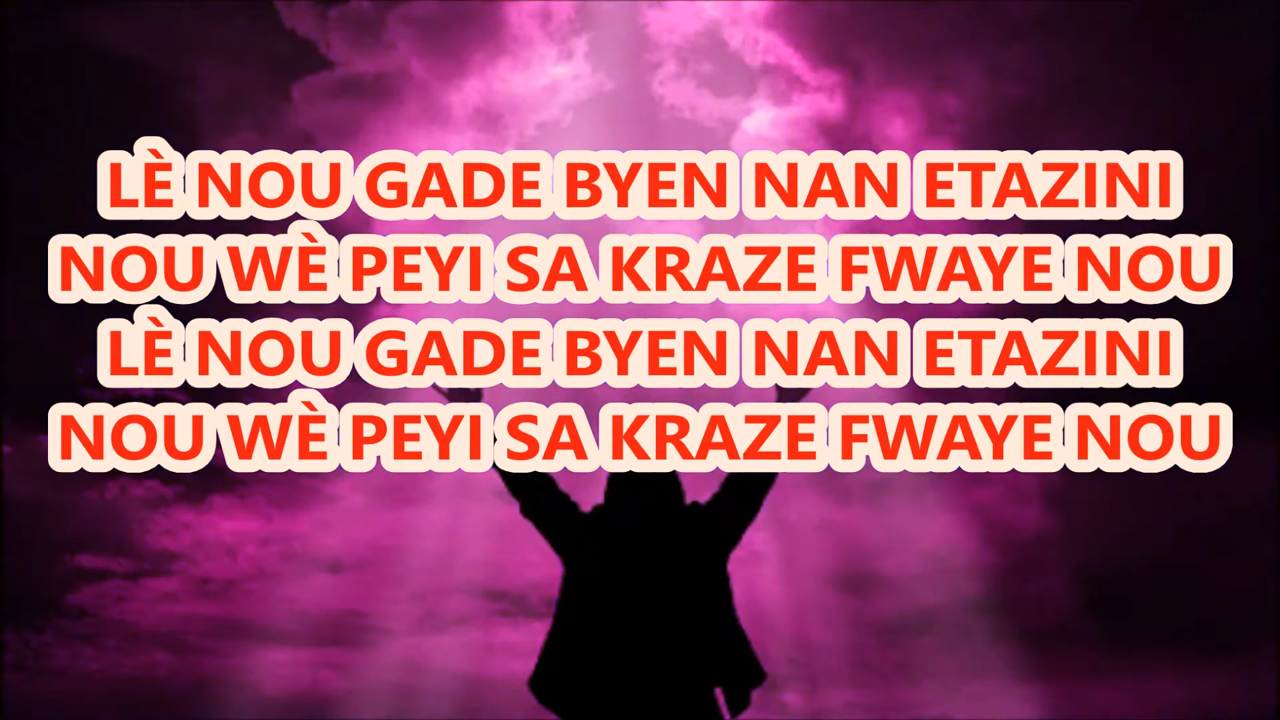 LÈ NOU GADE BYEN NAN ETAZINI
NOU WÈ PEYI SA KRAZE FWAYE NOU
LÈ NOU GADE BYEN NAN ETAZINI
NOU WÈ PEYI SA KRAZE FWAYE NOU